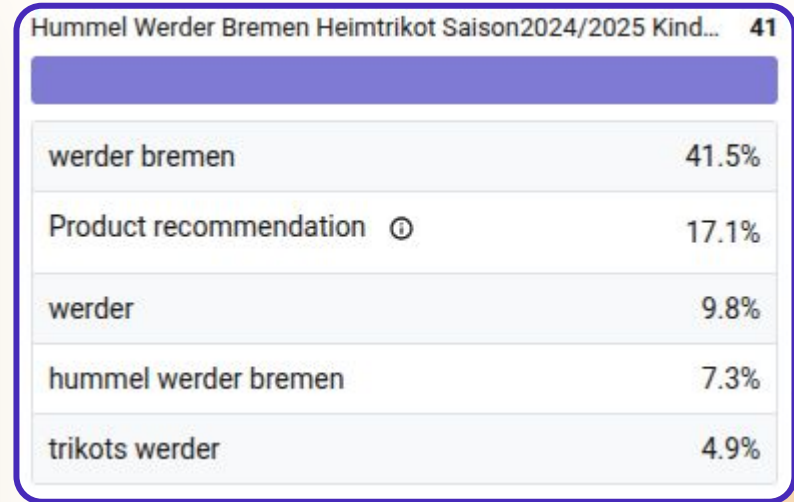 Hummel Werder Bremen Heimtrikot Saison2024/2025 Kind... 41
werder bremen 41.5%
Product recommendation 17.1%
werder 9.8%
hummel werder bremen 7.3%
trikots werder 4.9%